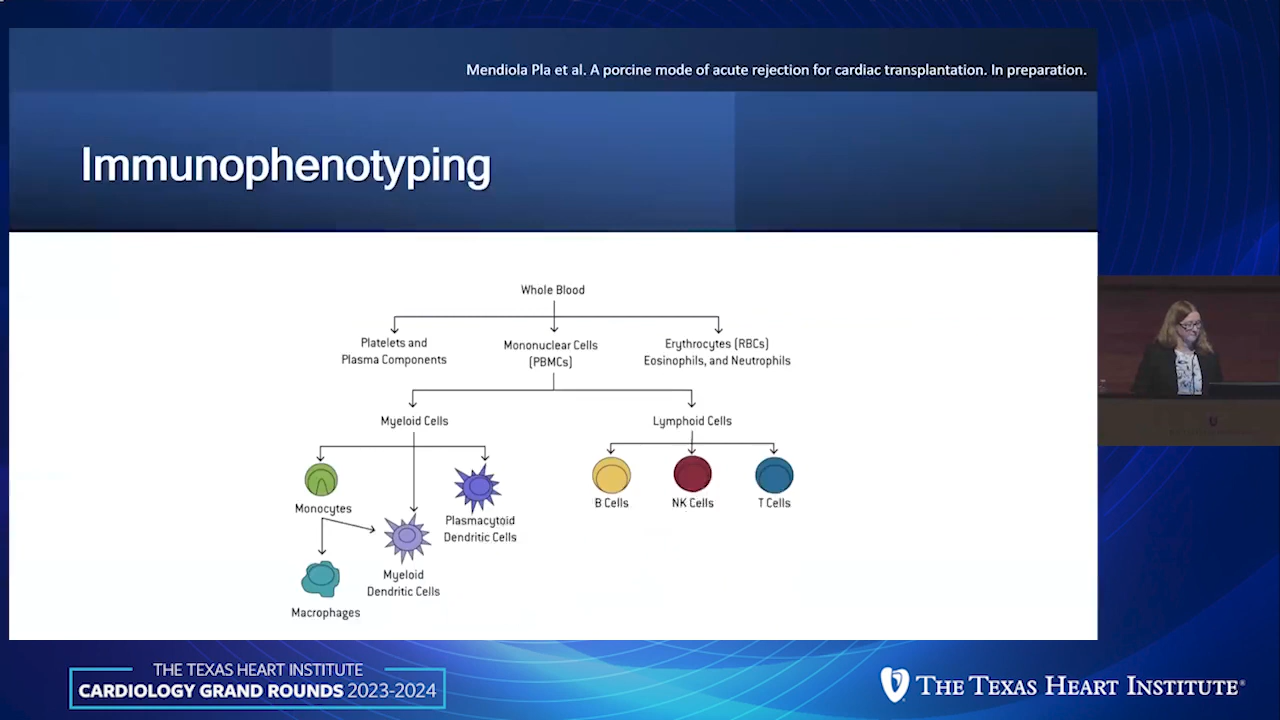 Mendiola Pla et al. A porcine mode of acute rejection for cardiac transplantation. In preparation.
Immunophenotyping
Whole Blood
Platelets and
Plasma Components
Mononuclear Cells
(PBMCs)
Erythrocytes (RBCs)
Eosinophils, and Neutrophils
Myeloid Cells
Lymphoid Cells
Monocytes
Plasmacytoid
Dendritic Cells
B Cells
NK Cells
T Cells
Myeloid
Dendritic Cells
Macrophages
THE TEXAS HEART INSTITUTE
CARDIOLOGY GRAND ROUNDS 2023-2024
THE TEXAS HEART INSTITUTE®